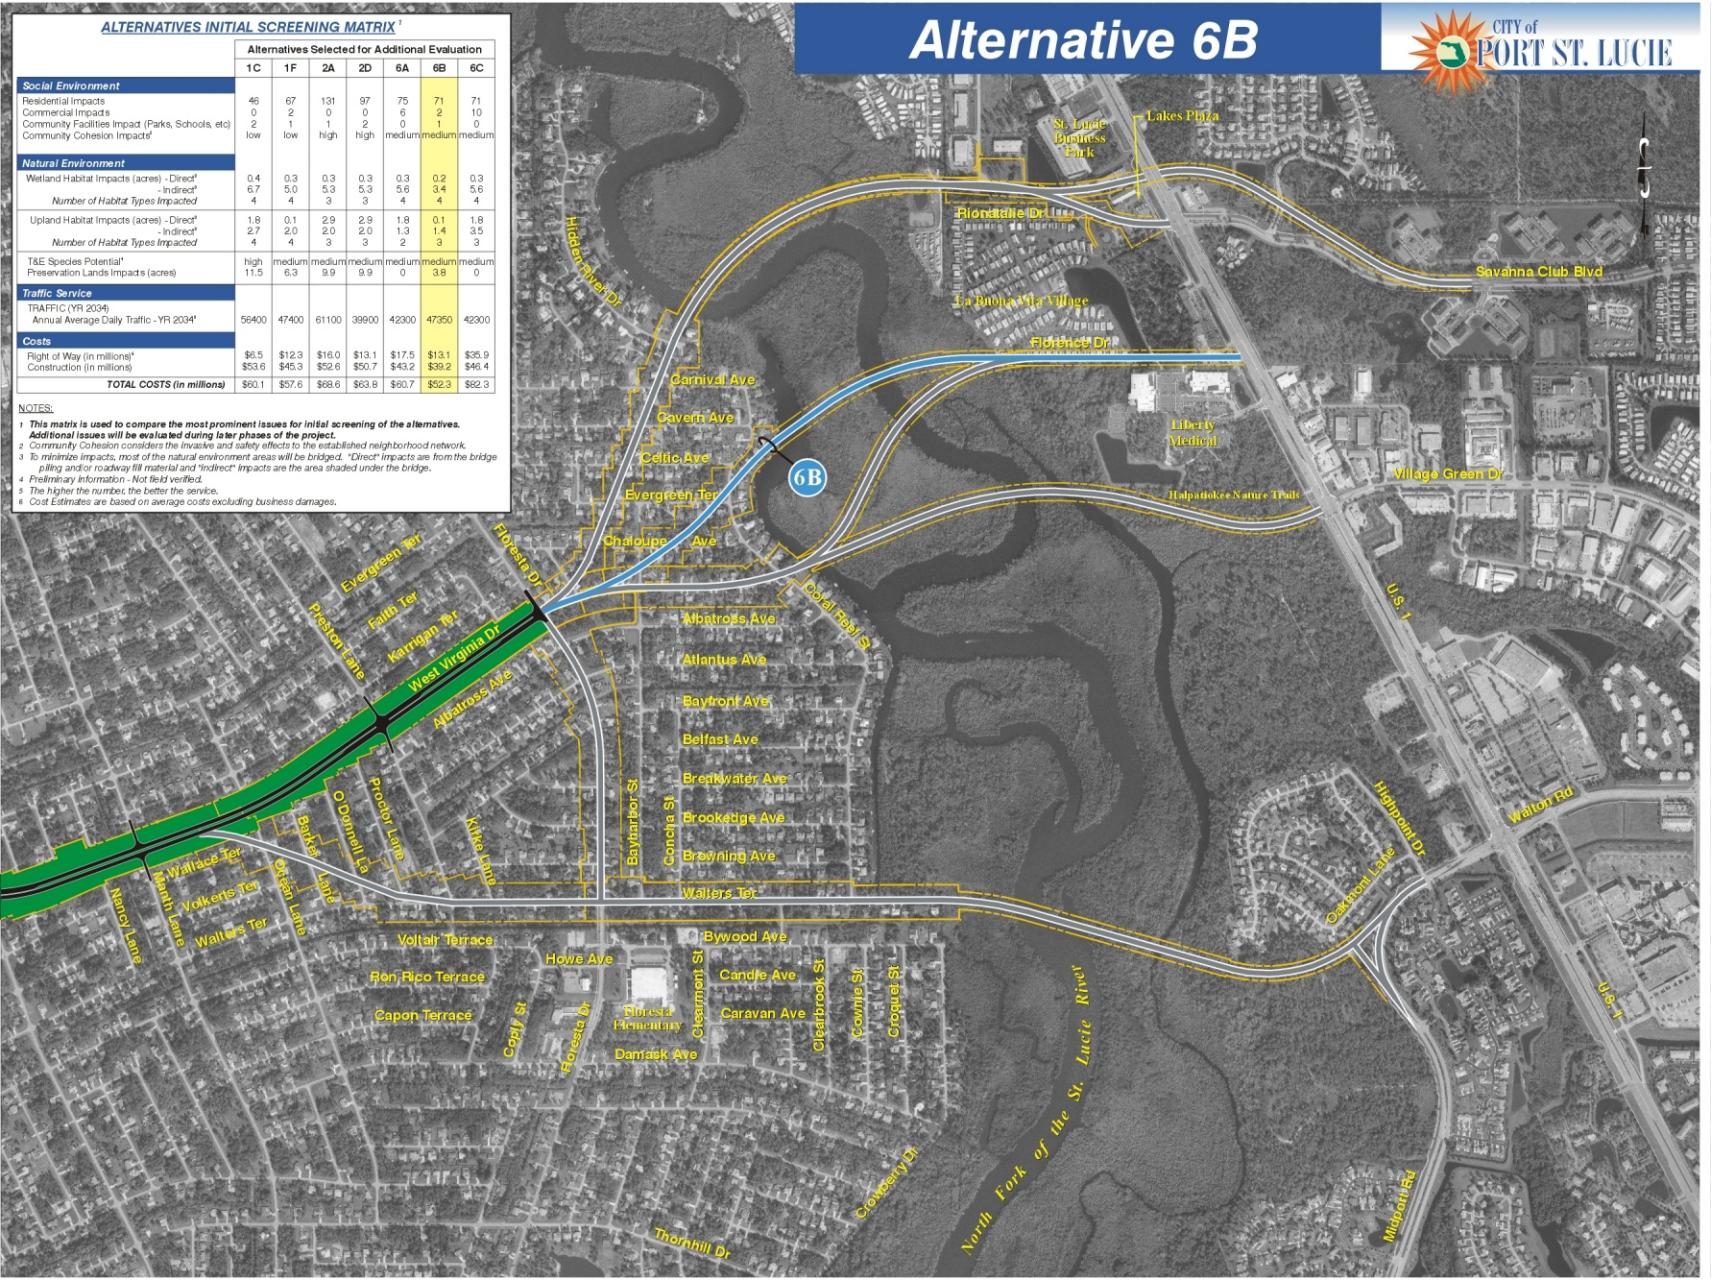 ALTERNATIVES INITIAL SCREENING MATRIX 1
Alternatives Selected for Additional Evaluation
1C 1F 2A 2D 6A 6B 6C
Social Environment
Residential Impacts 46 67 131 97 75 71 71
Commercial Impacts 0 2 0 0 6 2 10
Community Facilities Impact (Parks, Schools, etc) 2 1 1 2 0 1 0
Community Cohesion Impacts² low low high high medium medium medium
Natural Environment
Wetland Habitat Impacts (acres) - Direct³ 0.4 0.3 0.3 0.3 0.3 0.2 0.3
- Indirect³ 6.7 5.0 5.3 5.3 5.6 3.4 5.6
Number of Habitat Types Impacted 4 4 3 3 4 4 4
Upland Habitat Impacts (acres) - Direct³ 1.8 0.1 2.9 2.9 1.8 0.1 1.8
- Indirect³ 2.7 2.0 2.0 2.0 1.3 1.4 3.5
Number of Habitat Types Impacted 4 4 3 3 2 3 3
T&E Species Potential⁴ high medium medium medium medium medium medium
Preservation Lands Impacts (acres) 11.5 6.3 9.9 9.9 0 3.8 0
Traffic Service
TRAFFIC (YR 2034)
Annual Average Daily Traffic - YR 2034⁵ 56400 47400 61100 39900 42300 47350 42300
Costs
Right of Way (in millions)⁶ $6.5 $12.3 $16.0 $13.1 $17.5 $13.1 $35.9
Construction (in millions) $53.6 $45.3 $52.6 $50.7 $43.2 $39.2 $46.4
TOTAL COSTS (in millions) $60.1 $57.6 $68.6 $63.8 $60.7 $52.3 $82.3
NOTES:
1 This matrix is used to compare the most prominent issues for initial screening of the alternatives.
Additional issues will be evaluated during later phases of the project.
2 Community Cohesion considers the invasive and safety effects to the established neighborhood network.
3 To minimize impacts, most of the natural environment areas will be bridged. "Direct" impacts are from the bridge
piling and/or roadway fill material and "indirect" impacts are the area shaded under the bridge.
4 Preliminary Information - Not field verified.
5 The higher the number, the better the service.
6 Cost Estimates are based on average costs excluding business damages.
Alternative 6B
CITY of
PORT ST. LUCIE
Lakes Plaza
St. Lucie
Business
Park
Rionatalie Dr
Hidden River Dr
Savanna Club Blvd
La Buona Vita Village
Florence Dr
Carnival Ave
Cavern Ave
Celtic Ave
6B
Evergreen Ter
Chaloupe Ave
Liberty
Medical
Village Green Dr
Halpatiokee Nature Trails
Floresta Dr
Evergreen Ter
Faith Ter
Karrigan Ter
Preston Lane
West Virginia Dr
Albatross Ave
Coral Reef St
U.S. 1
Albatross Ave
Atlantus Ave
Bayfront Ave
Belfast Ave
Breakwater Ave
Brookedge Ave
Browning Ave
Walters Ter
Bayharbor St
Concha St
Proctor Lane
O'Donnell La
Barker Lane
Kirke Lane
Wallace Ter
Volkerts Ter
Walters Ter
Nancy Lane
Manth Lane
Ocean Lane
Highpoint Dr
Walton Rd
Oakmont Lane
Voltair Terrace
Ron Rico Terrace
Capon Terrace
Howe Ave
Bywood Ave
Candle Ave
Caravan Ave
Floresta
Elementary
Damask Ave
Coply St
Floresta Dr
Clearmont St
Clearbrook St
Cownie St
Croquet St
U.S. 1
North Fork of the St. Lucie River
Crowberry Dr
Thornhill Dr
Midport Rd